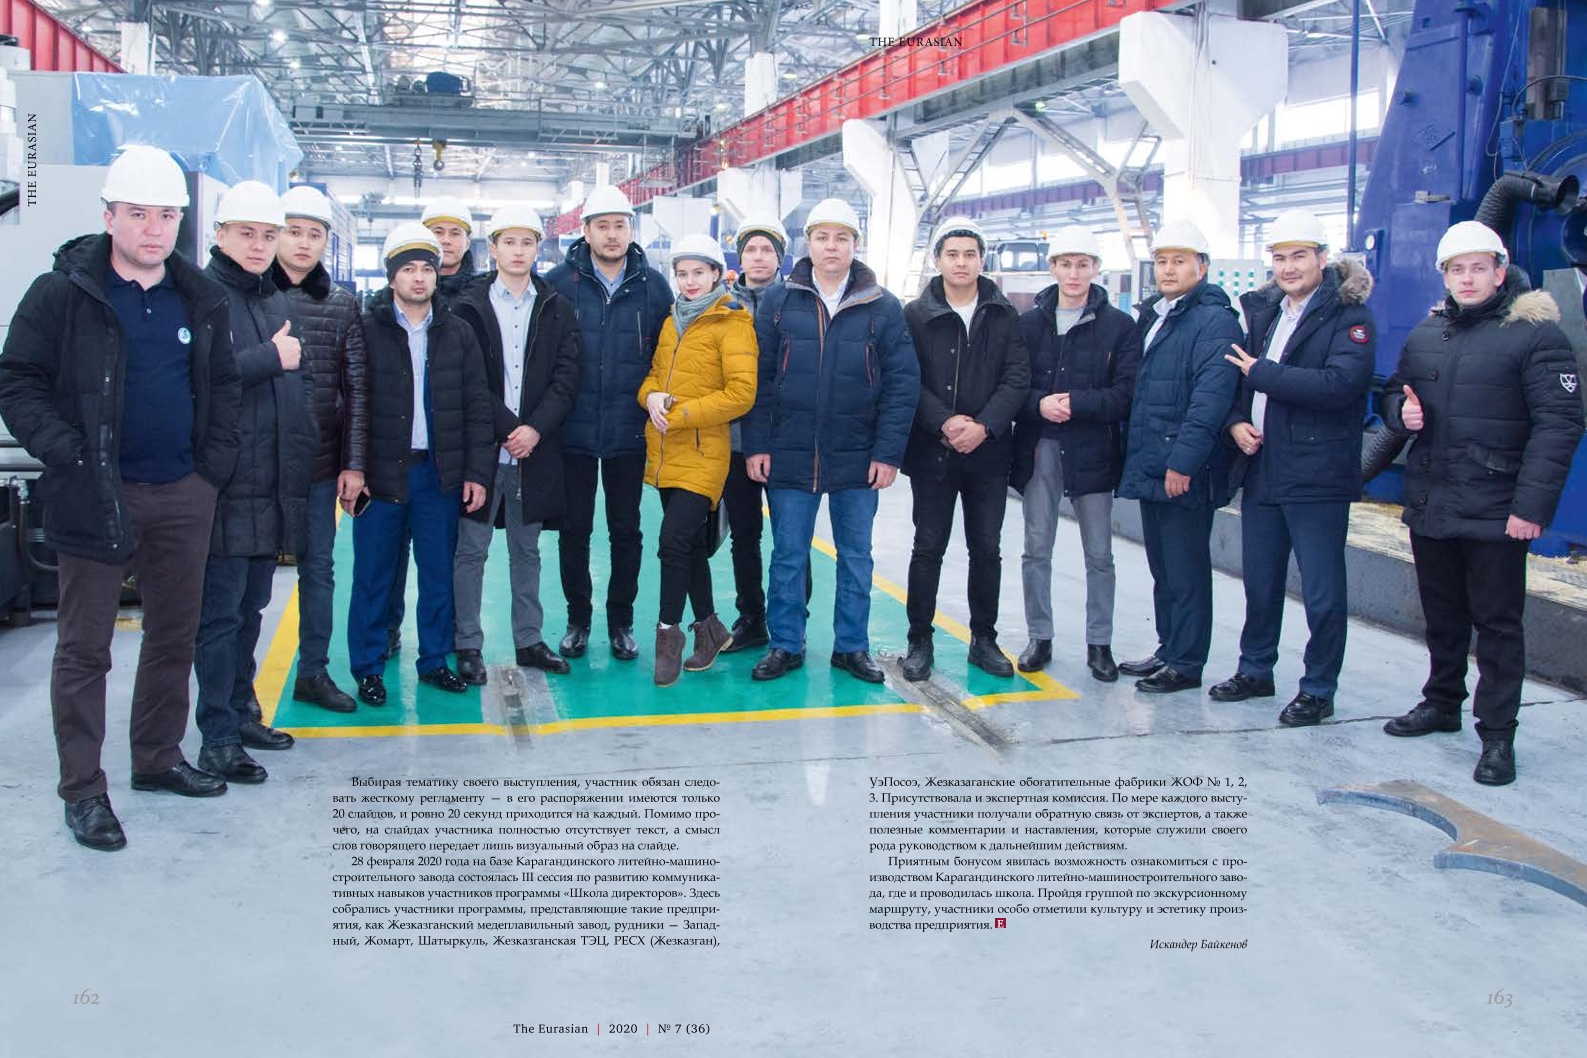 THE EURASIAN
THE EURASIAN
Выбирая тематику своего выступления, участник обязан следо-
вать жесткому регламенту — в его распоряжении имеются только
20 слайдов, и ровно 20 секунд приходится на каждый. Помимо про-
чего, на слайдах участника полностью отсутствует текст, а смысл
слов говорящего передает лишь визуальный образ на слайде.
28 февраля 2020 года на базе Карагандинского литейно-машино-
строительного завода состоялась III сессия по развитию коммуника-
тивных навыков участников программы «Школа директоров». Здесь
собрались участники программы, представляющие такие предпри-
ятия, как Жезказганский медеплавильный завод, рудники — Запад-
ный, Жомарт, Шатыркуль, Жезказганская ТЭЦ, РЕСХ (Жезказган),
УэПосоэ, Жезказаганские обогатительные фабрики ЖОФ № 1, 2,
3. Присутствовала и экспертная комиссия. По мере каждого высту-
пления участники получали обратную связь от экспертов, а также
полезные комментарии и наставления, которые служили своего
рода руководством к дальнейшим действиям.
Приятным бонусом явилась возможность ознакомиться с про-
изводством Карагандинского литейно-машиностроительного заво-
да, где и проводилась школа. Пройдя группой по экскурсионному
маршруту, участники особо отметили культуру и эстетику произ-
водства предприятия. E
Искандер Байкенов
162
163
The Eurasian | 2020 | № 7 (36)